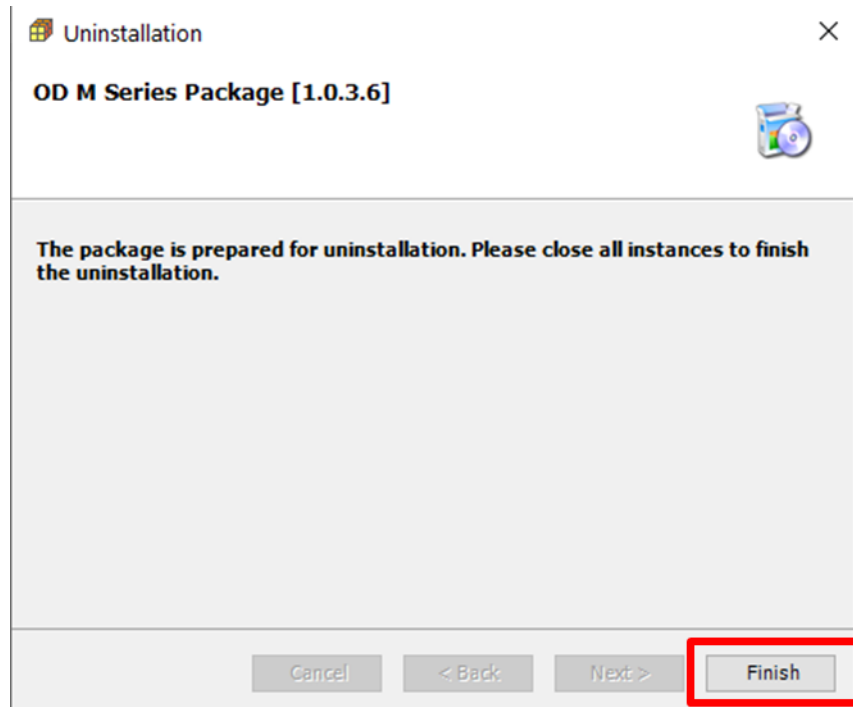 Uninstallation
OD M Series Package [1.0.3.6]
The package is prepared for uninstallation. Please close all instances to finish
the uninstallation.
Cancel < Back Next > Finish